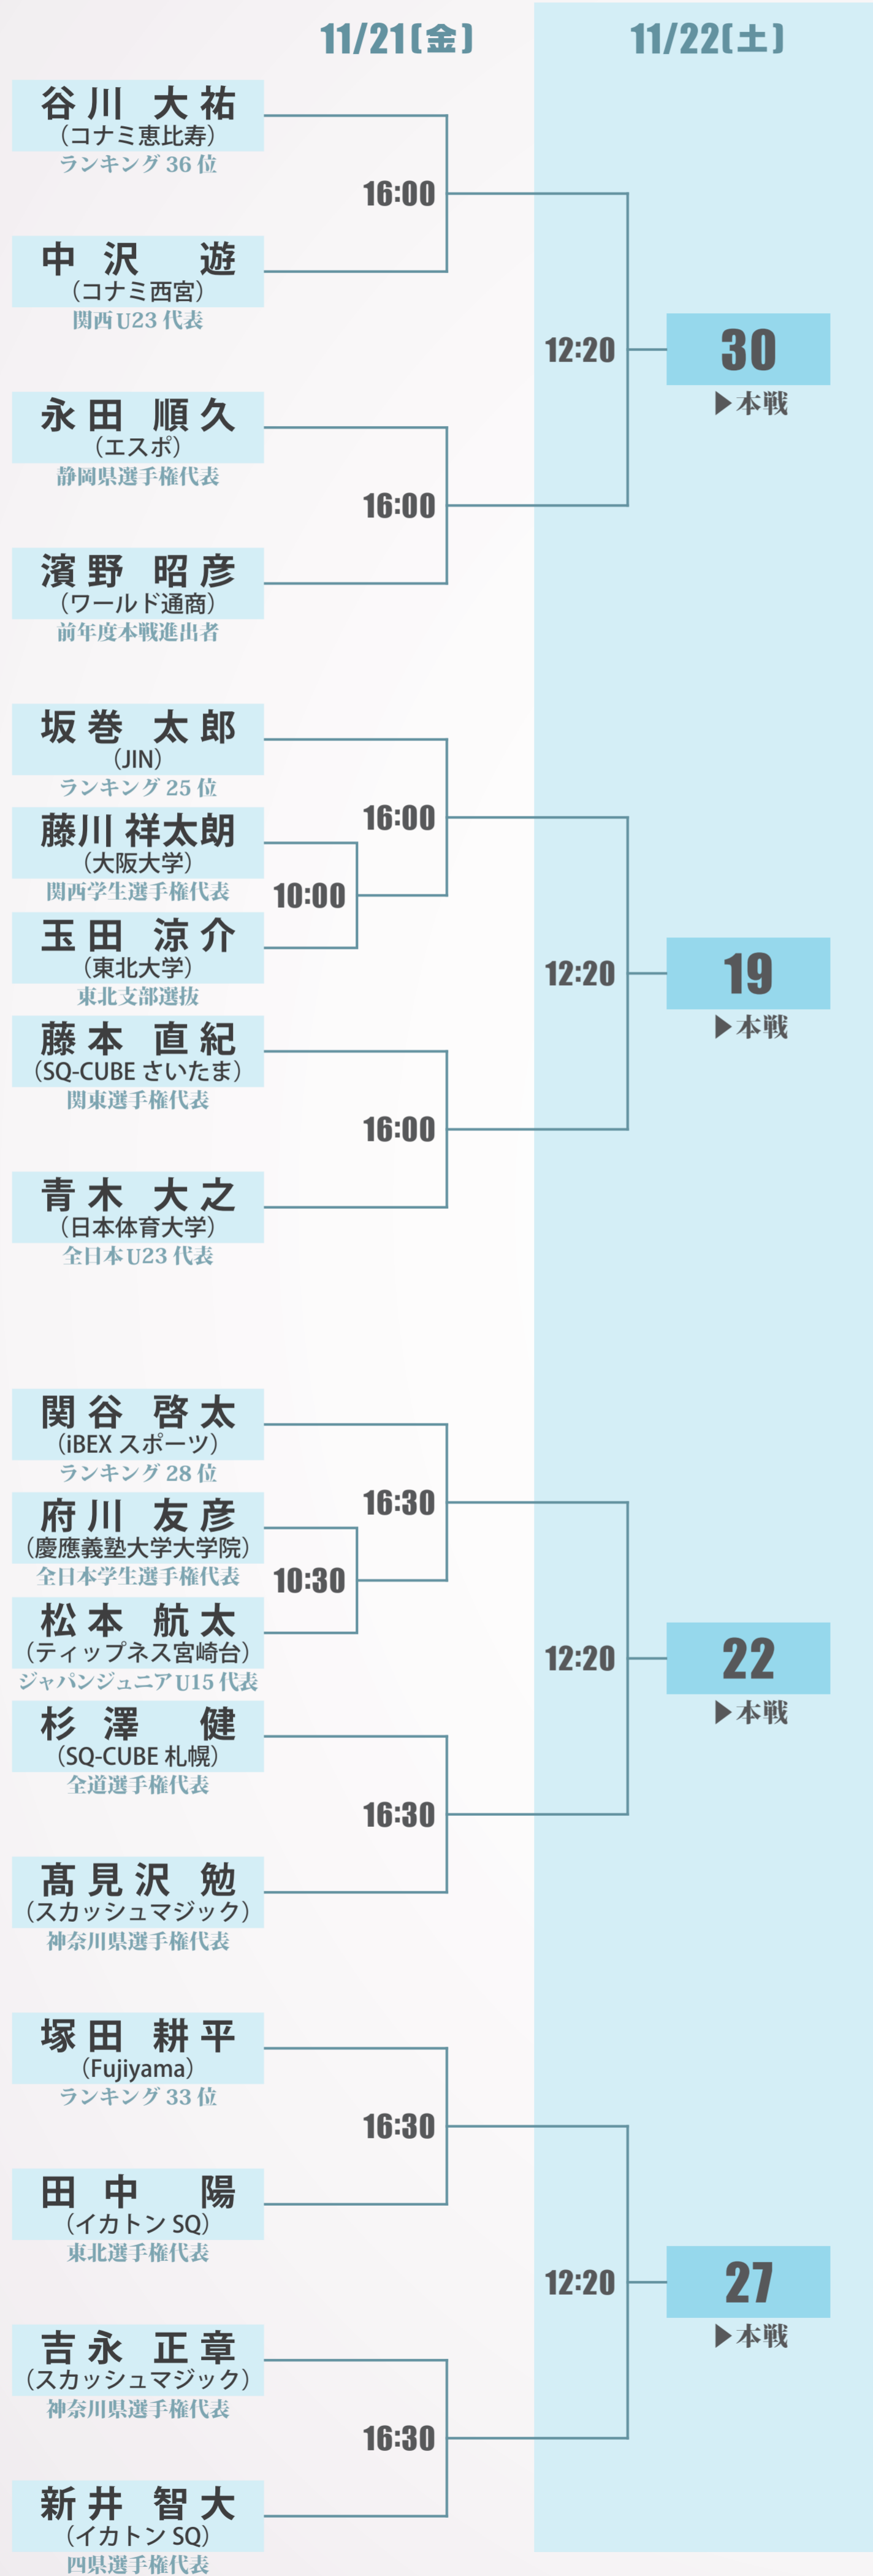 11/21(金)
11/22(土)
谷川 大祐
（コナミ恵比寿）
ランキング 36 位
16:00
中沢 遊
（コナミ西宮）
関西 U23 代表
12:20
30
▶本戦
永田 順久
（エスポ）
静岡県選手権代表
16:00
濱野 昭彦
（ワールド通商）
前年度本戦進出者
坂巻 太郎
（JIN）
ランキング 25 位
16:00
藤川 祥太朗
（大阪大学）
関西学生選手権代表
10:00
玉田 涼介
（東北大学）
東北支部選抜
12:20
19
▶本戦
藤本 直紀
（SQ-CUBE さいたま）
関東選手権代表
16:00
青木 大之
（日本体育大学）
全日本 U23 代表
関谷 啓太
（iBEX スポーツ）
ランキング 28 位
16:30
府川 友彦
（慶應義塾大学大学院）
全日本学生選手権代表
10:30
松本 航太
（ティップネス宮崎台）
ジャパンジュニア U15 代表
12:20
22
▶本戦
杉澤 健
（SQ-CUBE 札幌）
全道選手権代表
16:30
髙見沢 勉
（スカッシュマジック）
神奈川県選手権代表
塚田 耕平
（Fujiyama）
ランキング 33 位
16:30
田中 陽
（イカトン SQ）
東北選手権代表
12:20
27
▶本戦
吉永 正章
（スカッシュマジック）
神奈川県選手権代表
16:30
新井 智大
（イカトン SQ）
四県選手権代表